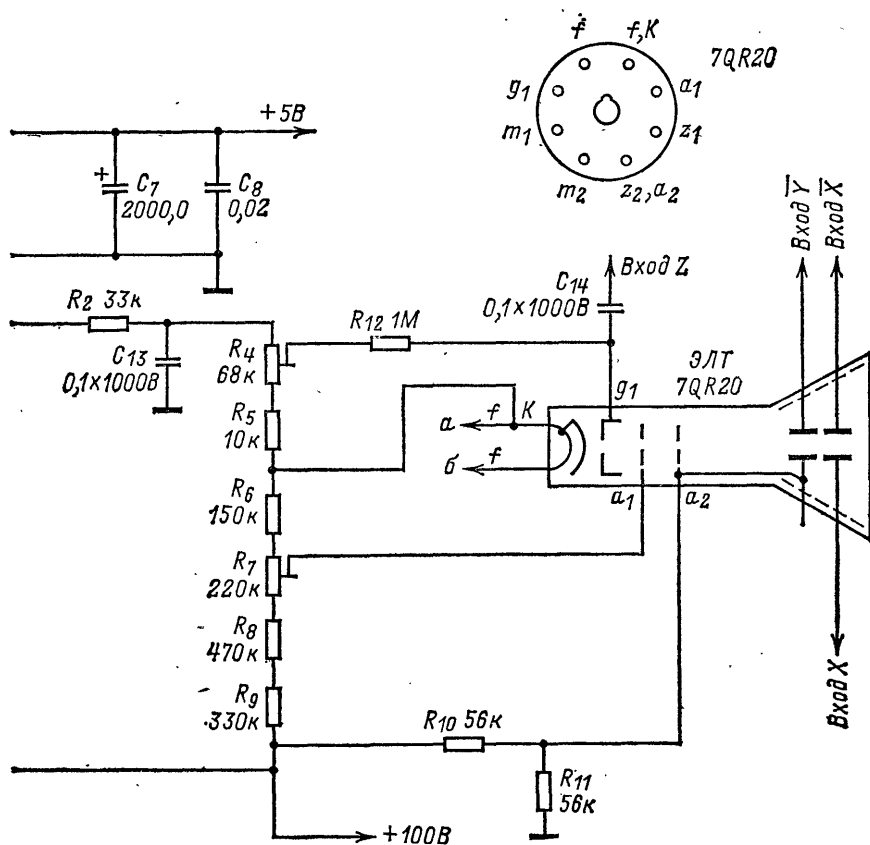 f
f,K
7QR20
g1
a1
m1
z1
m2
z2,a2
+5В
+
C7
2000,0
C8
0,02
Вход Y̅
Вход X̅
R2 33к
C13
0,1×1000В
R4
68к
R12 1М
C14
0,1×1000В
Вход Z
ЭЛТ
7QR20
g1
R5
10к
а
f
K
б
f
a1
a2
R6
150к
R7
220к
R8
470к
R9
330к
Вход X
R10 56к
R11
56к
+100В